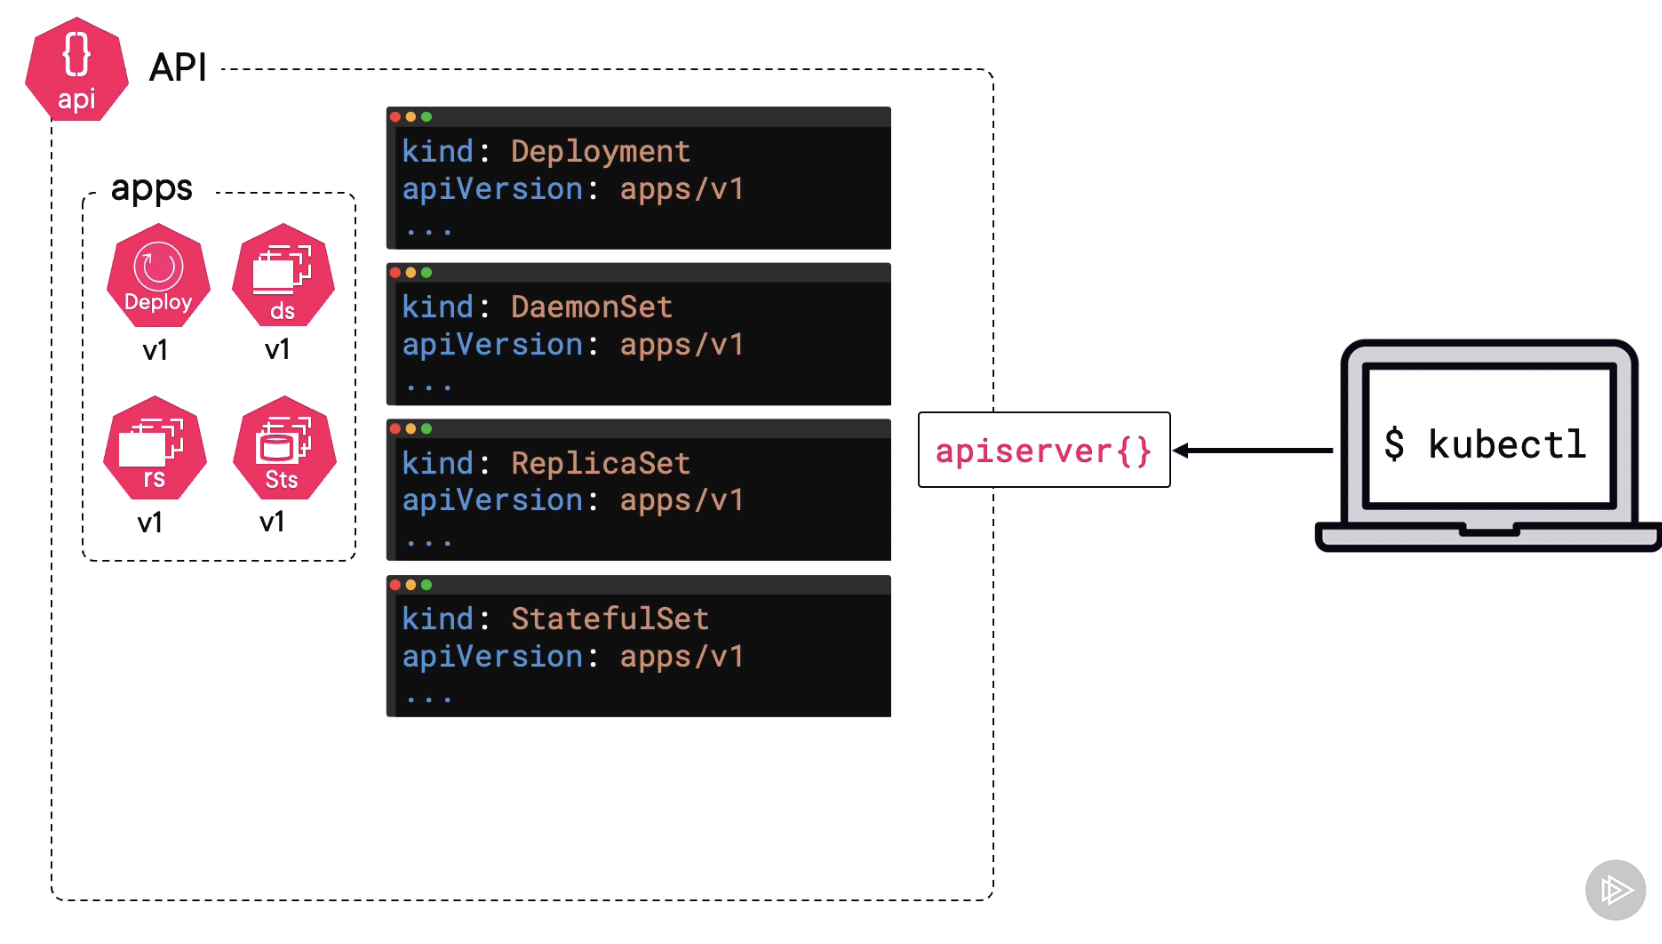 {}
api
API
apps
Deploy
v1
ds
v1
rs
v1
Sts
v1
kind: Deployment
apiVersion: apps/v1
...
kind: DaemonSet
apiVersion: apps/v1
...
kind: ReplicaSet
apiVersion: apps/v1
...
kind: StatefulSet
apiVersion: apps/v1
...
apiserver{}
$ kubectl